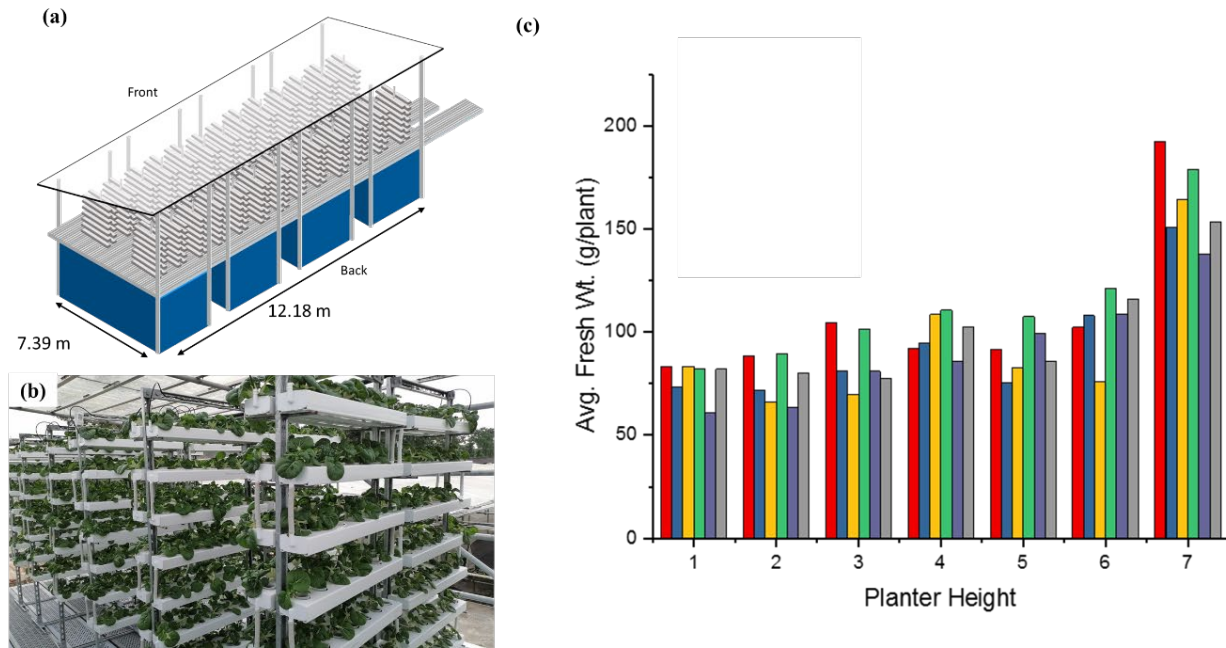 (a)
Front
Back
12.18 m
7.39 m
(b)
(c)
Avg. Fresh Wt. (g/plant)
200
150
100
50
0
1 2 3 4 5 6 7
Planter Height